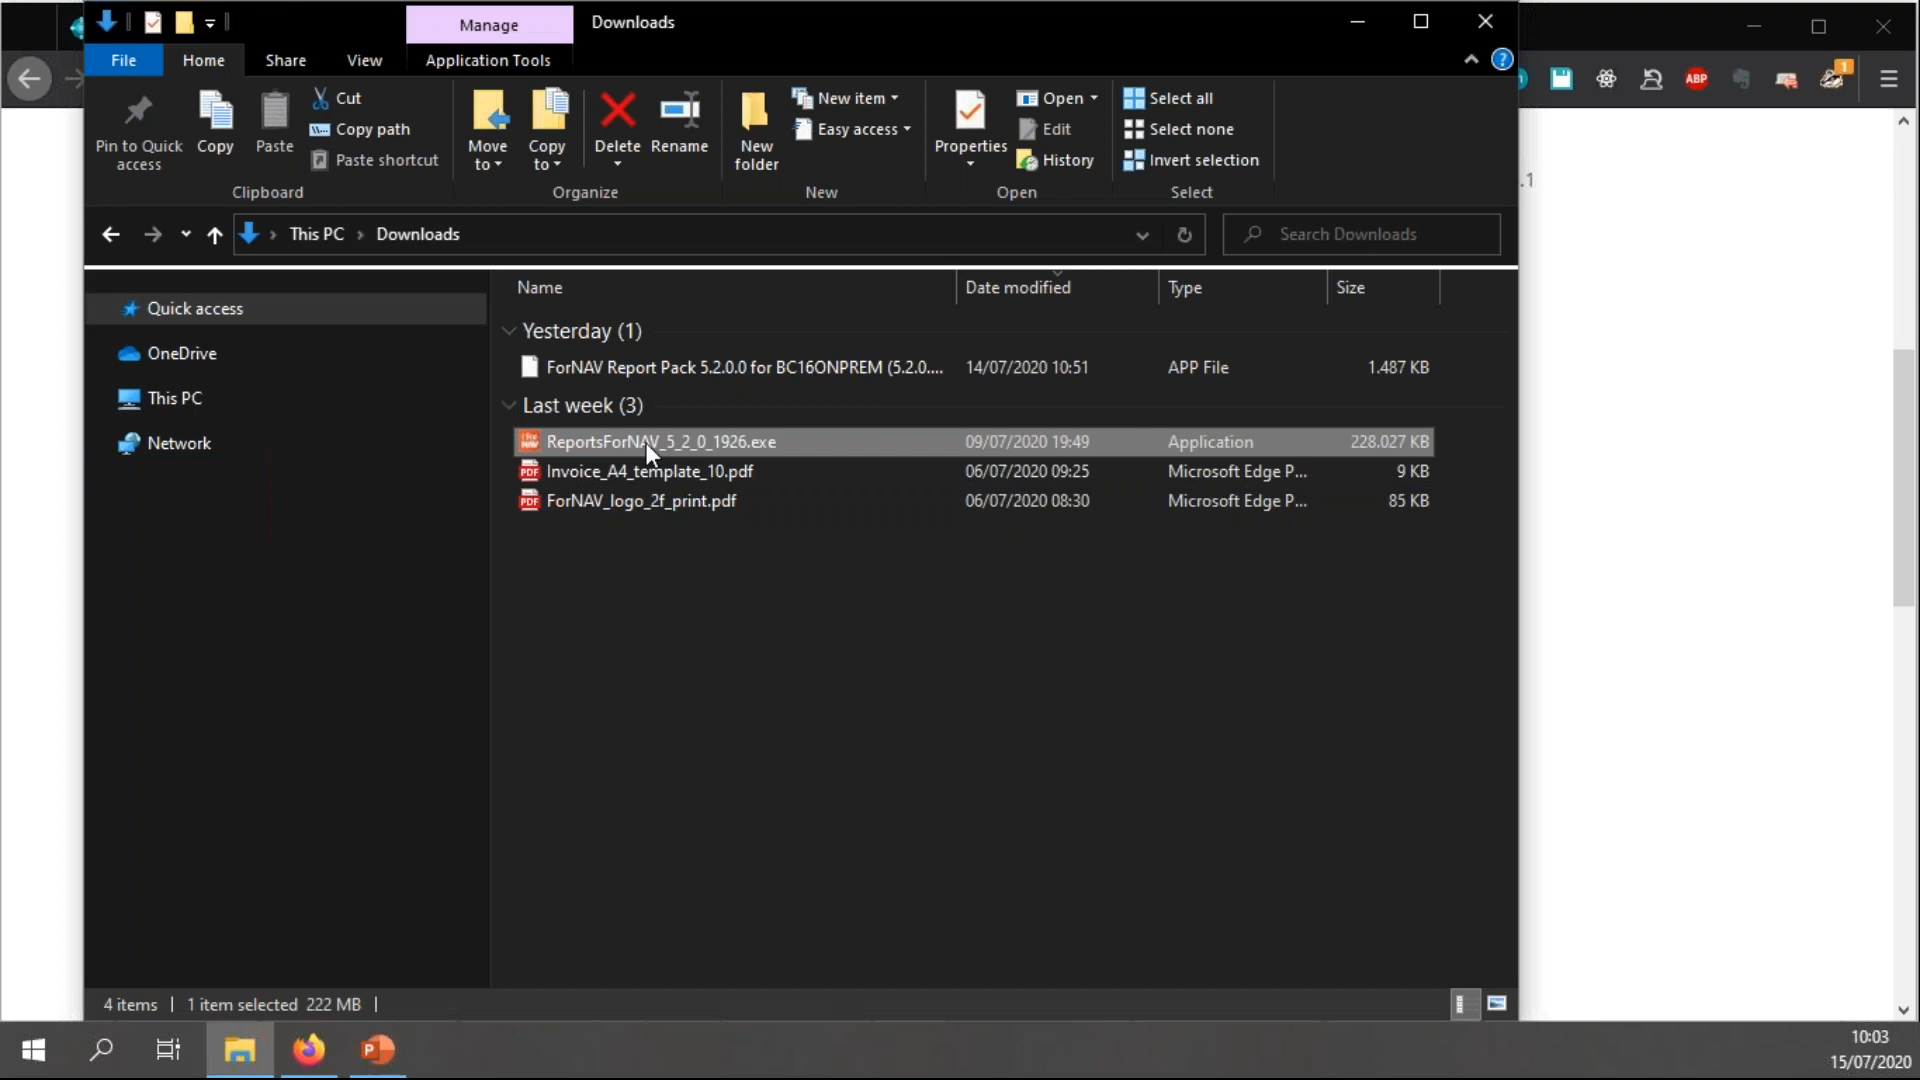 Manage
Downloads
File
Home
Share
View
Application Tools
ABP
1
Pin to Quick access
Copy
Paste
Cut
Copy path
Paste shortcut
Clipboard
Move to
Copy to
Delete
Rename
Organize
New folder
New item
Easy access
New
Properties
Open
Edit
History
Open
Select all
Select none
Invert selection
Select
.1
This PC
Downloads
Search Downloads
Quick access
OneDrive
This PC
Network
Name
Date modified
Type
Size
Yesterday (1)
ForNAV Report Pack 5.2.0.0 for BC16ONPREM (5.2.0.... 14/07/2020 10:51 APP File 1.487 KB
Last week (3)
ReportsForNAV_5_2_0_1926.exe 09/07/2020 19:49 Application 228.027 KB
Invoice_A4_template_10.pdf 06/07/2020 09:25 Microsoft Edge P... 9 KB
ForNAV_logo_2f_print.pdf 06/07/2020 08:30 Microsoft Edge P... 85 KB
4 items
1 item selected 222 MB
10:03
15/07/2020